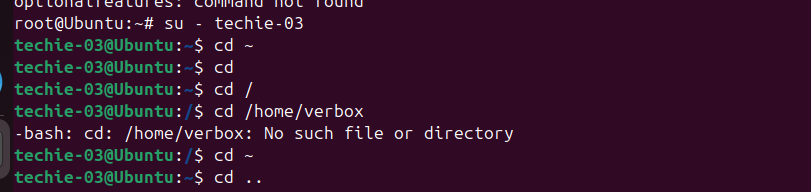 optionalfeatures: command not found
root@Ubuntu:~# su - techie-03
techie-03@Ubuntu:~$ cd ~
techie-03@Ubuntu:~$ cd
techie-03@Ubuntu:~$ cd /
techie-03@Ubuntu:/$ cd /home/verbox
-bash: cd: /home/verbox: No such file or directory
techie-03@Ubuntu:/$ cd ~
techie-03@Ubuntu:~$ cd ..